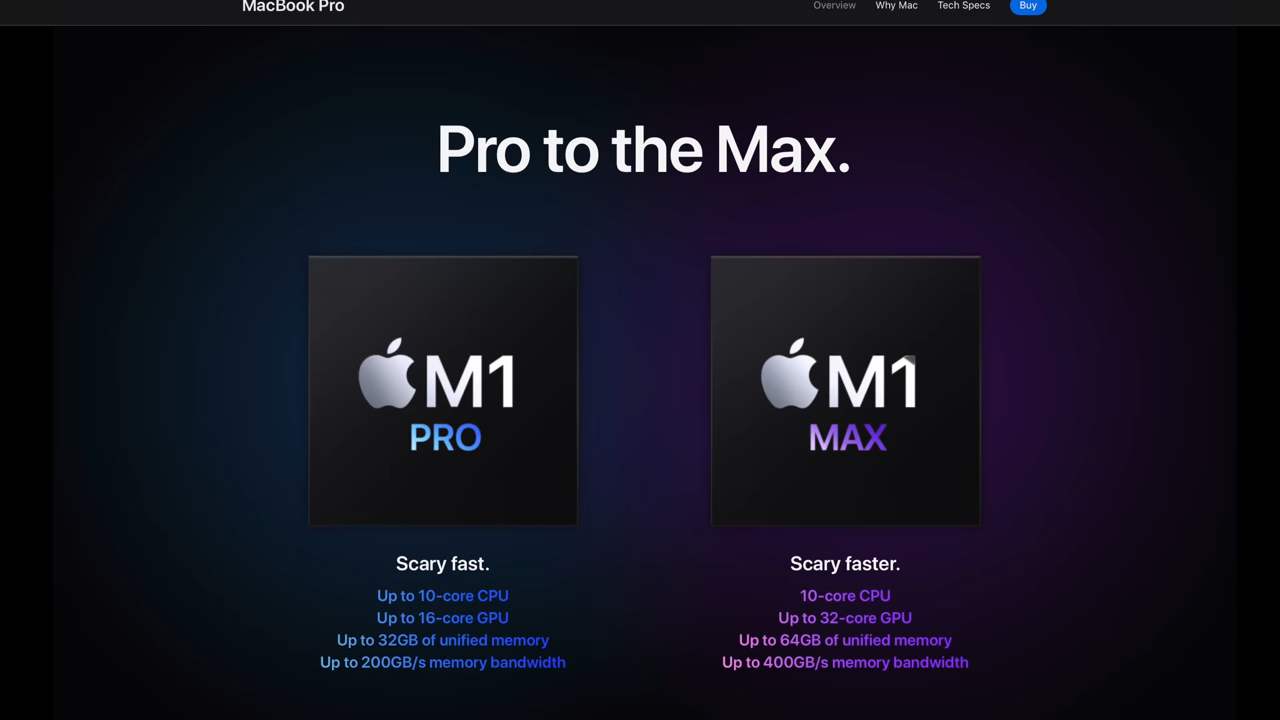 MacBook Pro
Overview Why Mac Tech Specs Buy
Pro to the Max.
M1
PRO
M1
MAX
Scary fast.
Up to 10-core CPU
Up to 16-core GPU
Up to 32GB of unified memory
Up to 200GB/s memory bandwidth
Scary faster.
10-core CPU
Up to 32-core GPU
Up to 64GB of unified memory
Up to 400GB/s memory bandwidth